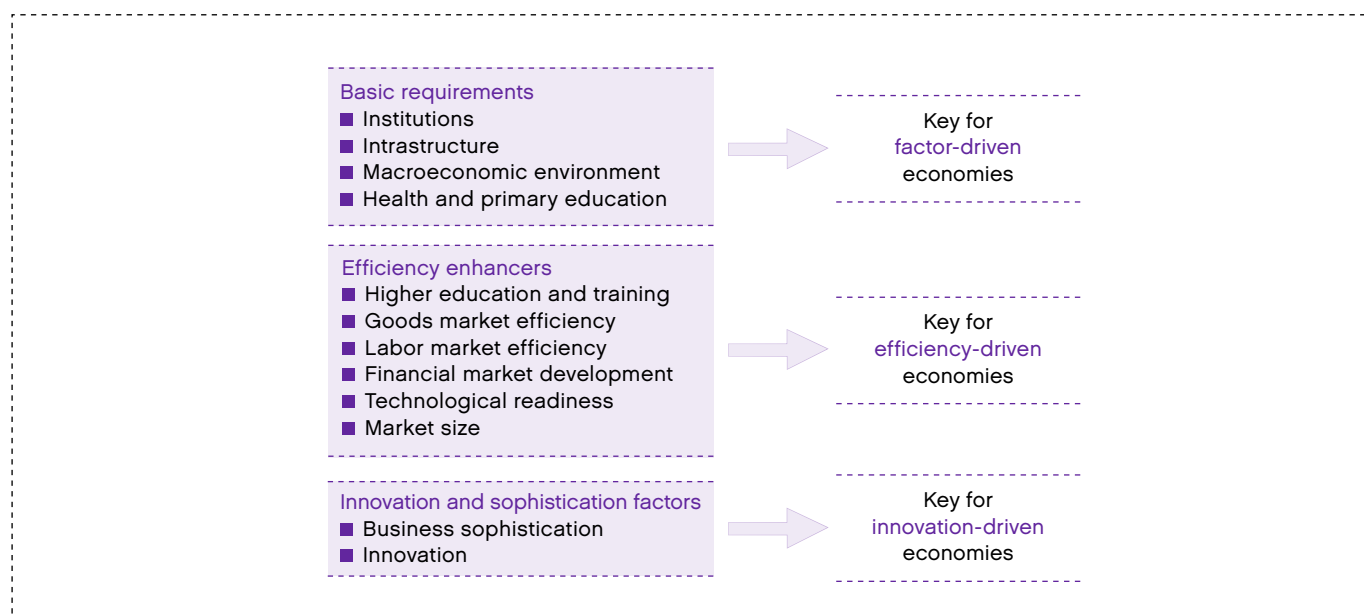 Basic requirements
Institutions
Intrastructure
Macroeconomic environment
Health and primary education
Key for
factor-driven
economies
Efficiency enhancers
Higher education and training
Goods market efficiency
Labor market efficiency
Financial market development
Technological readiness
Market size
Key for
efficiency-driven
economies
Innovation and sophistication factors
Business sophistication
Innovation
Key for
innovation-driven
economies